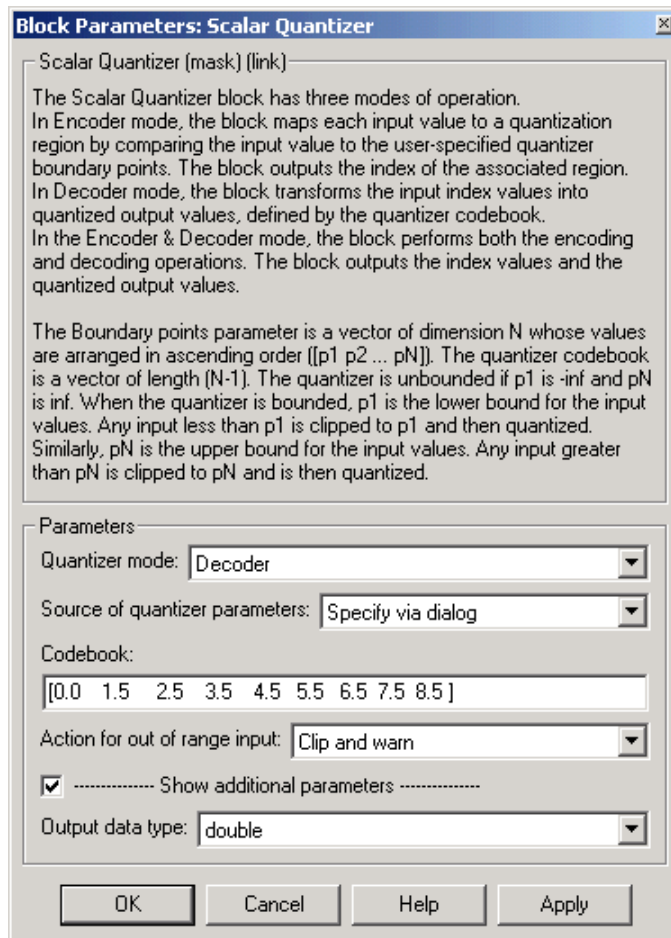 Block Parameters: Scalar Quantizer
Scalar Quantizer (mask) (link)
The Scalar Quantizer block has three modes of operation.
In Encoder mode, the block maps each input value to a quantization
region by comparing the input value to the user-specified quantizer
boundary points. The block outputs the index of the associated region.
In Decoder mode, the block transforms the input index values into
quantized output values, defined by the quantizer codebook.
In the Encoder & Decoder mode, the block performs both the encoding
and decoding operations. The block outputs the index values and the
quantized output values.
The Boundary points parameter is a vector of dimension N whose values
are arranged in ascending order ([p1 p2 ... pN]). The quantizer codebook
is a vector of length (N-1). The quantizer is unbounded if p1 is -inf and pN
is inf. When the quantizer is bounded, p1 is the lower bound for the input
values. Any input less than p1 is clipped to p1 and then quantized.
Similarly, pN is the upper bound for the input values. Any input greater
than pN is clipped to pN and is then quantized.
Parameters
Quantizer mode: Decoder
Source of quantizer parameters: Specify via dialog
Codebook:
[0.0 1.5 2.5 3.5 4.5 5.5 6.5 7.5 8.5 ]
Action for out of range input: Clip and warn
--------------- Show additional parameters ---------------
Output data type: double
OK Cancel Help Apply